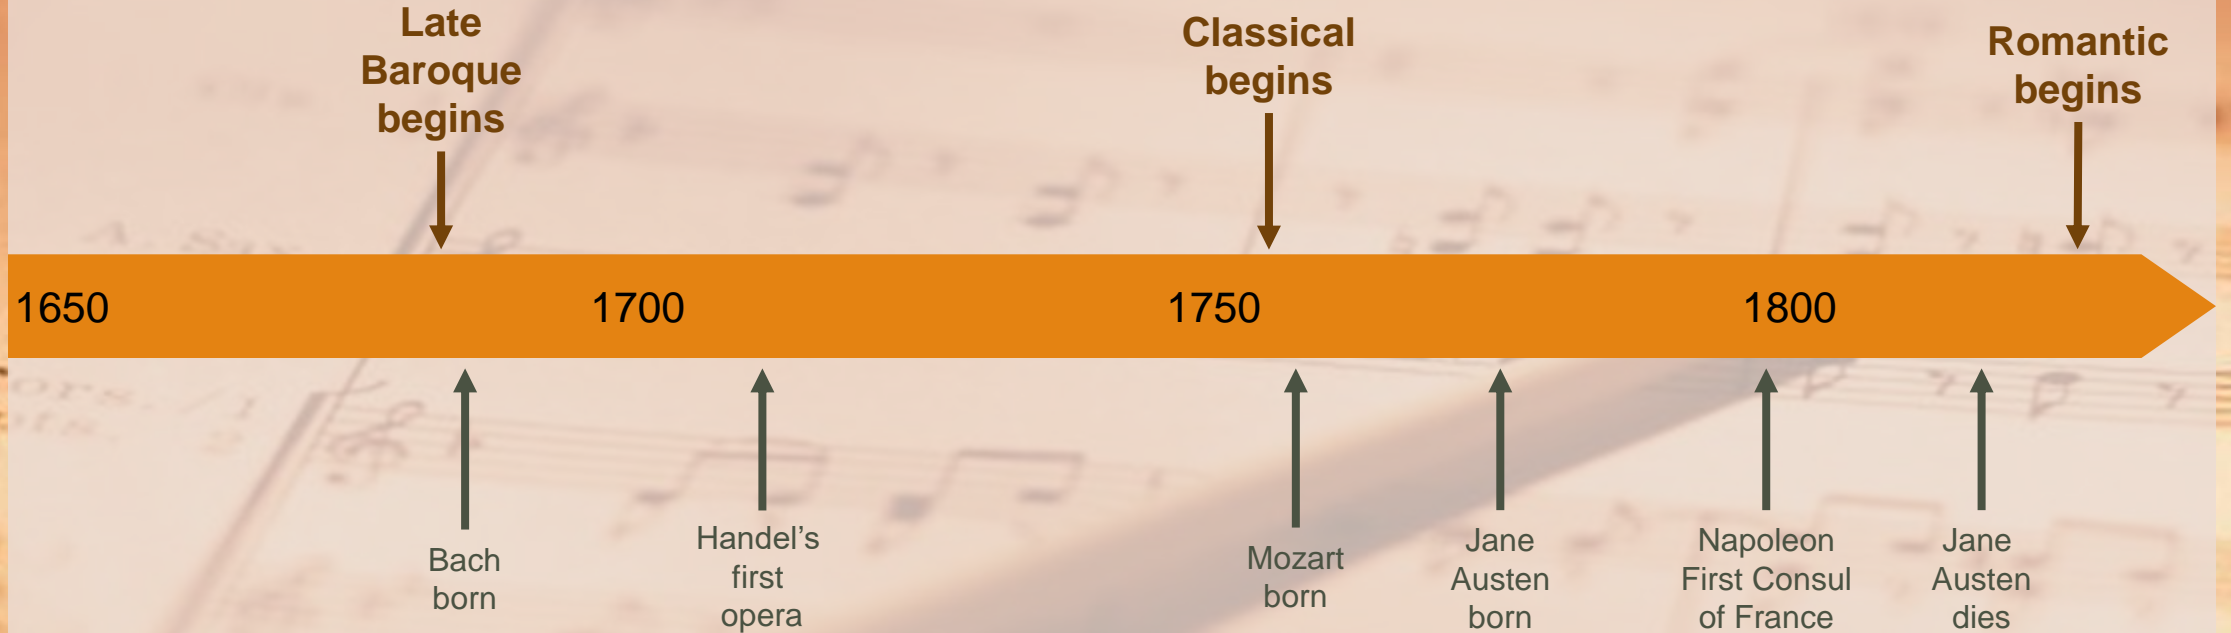 Late
Baroque
begins
Classical
begins
Romantic
begins
1650
1700
1750
1800
Bach
born
Handel’s
first
opera
Mozart
born
Jane
Austen
born
Napoleon
First Consul
of France
Jane
Austen
dies